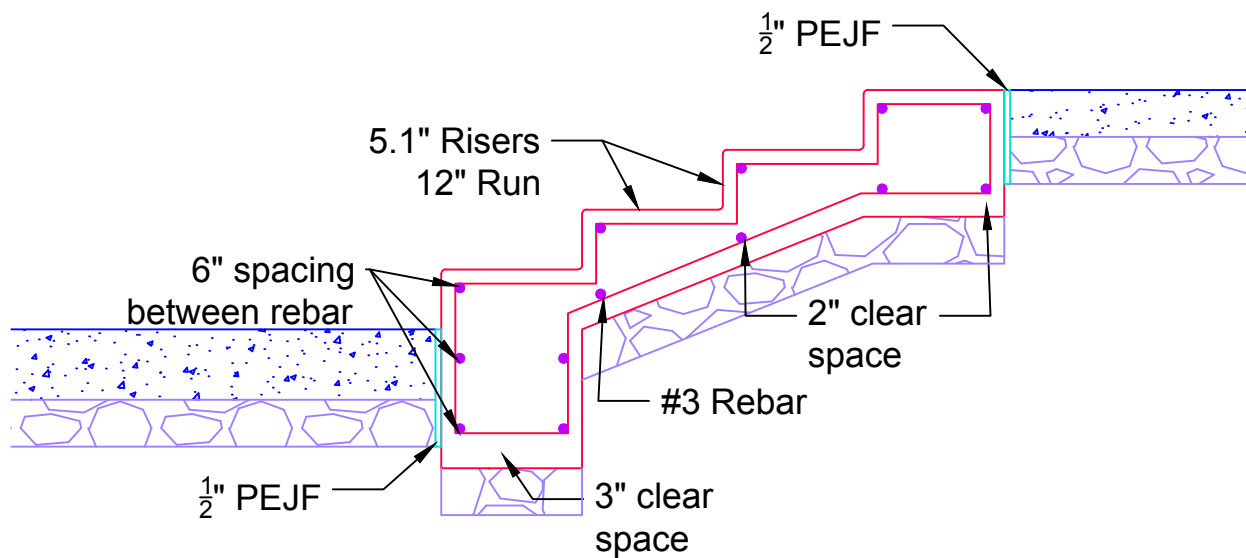 ½" PEJF
5.1" Risers
12" Run
6" spacing
between rebar
2" clear
space
#3 Rebar
½" PEJF
3" clear
space